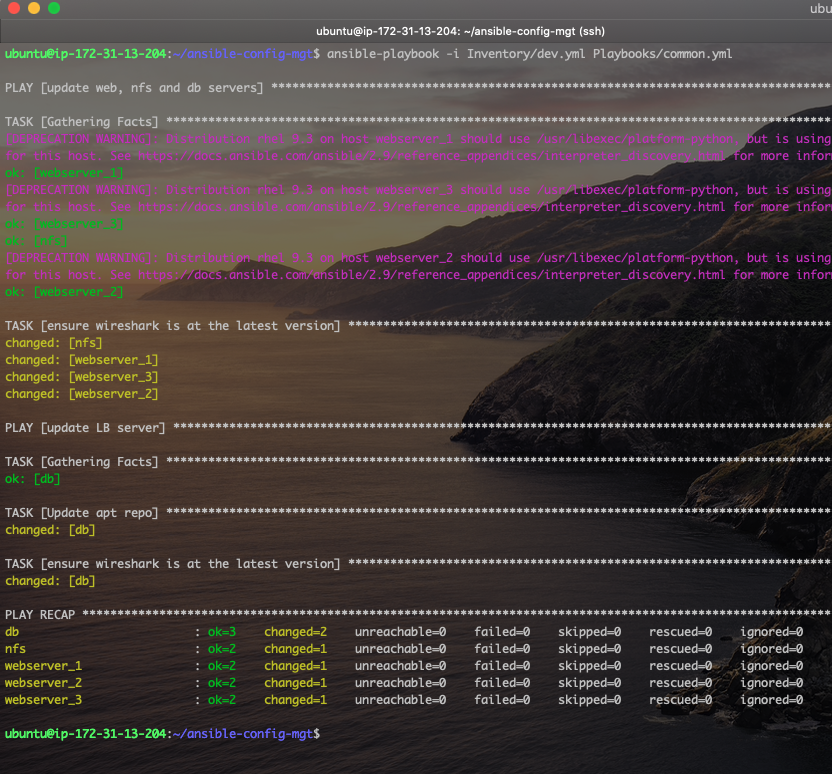 ubu
ubuntu@ip-172-31-13-204: ~/ansible-config-mgt (ssh)
ubuntu@ip-172-31-13-204:~/ansible-config-mgt$ ansible-playbook -i Inventory/dev.yml Playbooks/common.yml
PLAY [update web, nfs and db servers] ********************************************************************************
TASK [Gathering Facts] ***********************************************************************************************
[DEPRECATION WARNING]: Distribution rhel 8.3 on host webserver_1 should use /usr/libexec/platform-python, but is using
for this host. See https://docs.ansible.com/ansible/2.9/reference_appendices/interpreter_discovery.html for more infor
ok: [webserver_1]
[DEPRECATION WARNING]: Distribution rhel 8.3 on host webserver_3 should use /usr/libexec/platform-python, but is using
for this host. See https://docs.ansible.com/ansible/2.9/reference_appendices/interpreter_discovery.html for more infor
ok: [webserver_3]
ok: [nfs]
[DEPRECATION WARNING]: Distribution rhel 8.3 on host webserver_2 should use /usr/libexec/platform-python, but is using
for this host. See https://docs.ansible.com/ansible/2.9/reference_appendices/interpreter_discovery.html for more infor
ok: [webserver_2]
TASK [ensure wireshark is at the latest version] *********************************************************************
changed: [nfs]
changed: [webserver_1]
changed: [webserver_3]
changed: [webserver_2]
PLAY [update LB server] **********************************************************************************************
TASK [Gathering Facts] ***********************************************************************************************
ok: [db]
TASK [Update apt repo] ***********************************************************************************************
changed: [db]
TASK [ensure wireshark is at the latest version] *********************************************************************
changed: [db]
PLAY RECAP ***********************************************************************************************************
db : ok=3 changed=2 unreachable=0 failed=0 skipped=0 rescued=0 ignored=0
nfs : ok=2 changed=1 unreachable=0 failed=0 skipped=0 rescued=0 ignored=0
webserver_1 : ok=2 changed=1 unreachable=0 failed=0 skipped=0 rescued=0 ignored=0
webserver_2 : ok=2 changed=1 unreachable=0 failed=0 skipped=0 rescued=0 ignored=0
webserver_3 : ok=2 changed=1 unreachable=0 failed=0 skipped=0 rescued=0 ignored=0
ubuntu@ip-172-31-13-204:~/ansible-config-mgt$